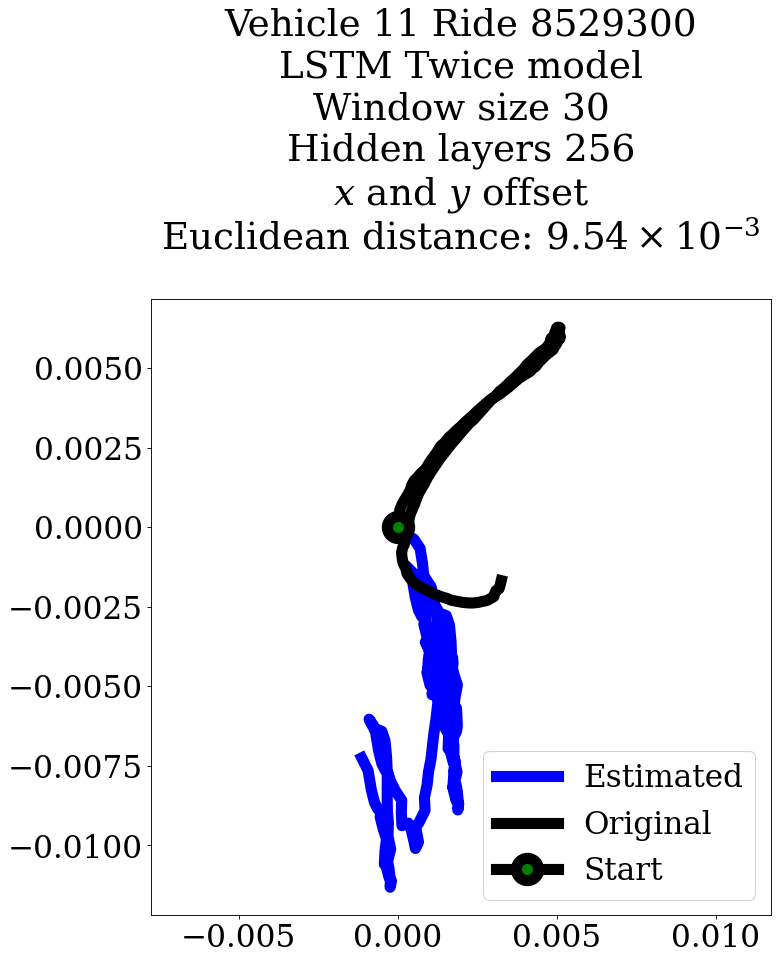 Vehicle 11 Ride 8529300
LSTM Twice model
Window size 30
Hidden layers 256
x and y offset
Euclidean distance: 9.54 × 10⁻³
0.0050
0.0025
0.0000
−0.0025
−0.0050
−0.0075
−0.0100
Estimated
Original
Start
−0.005 0.000 0.005 0.010